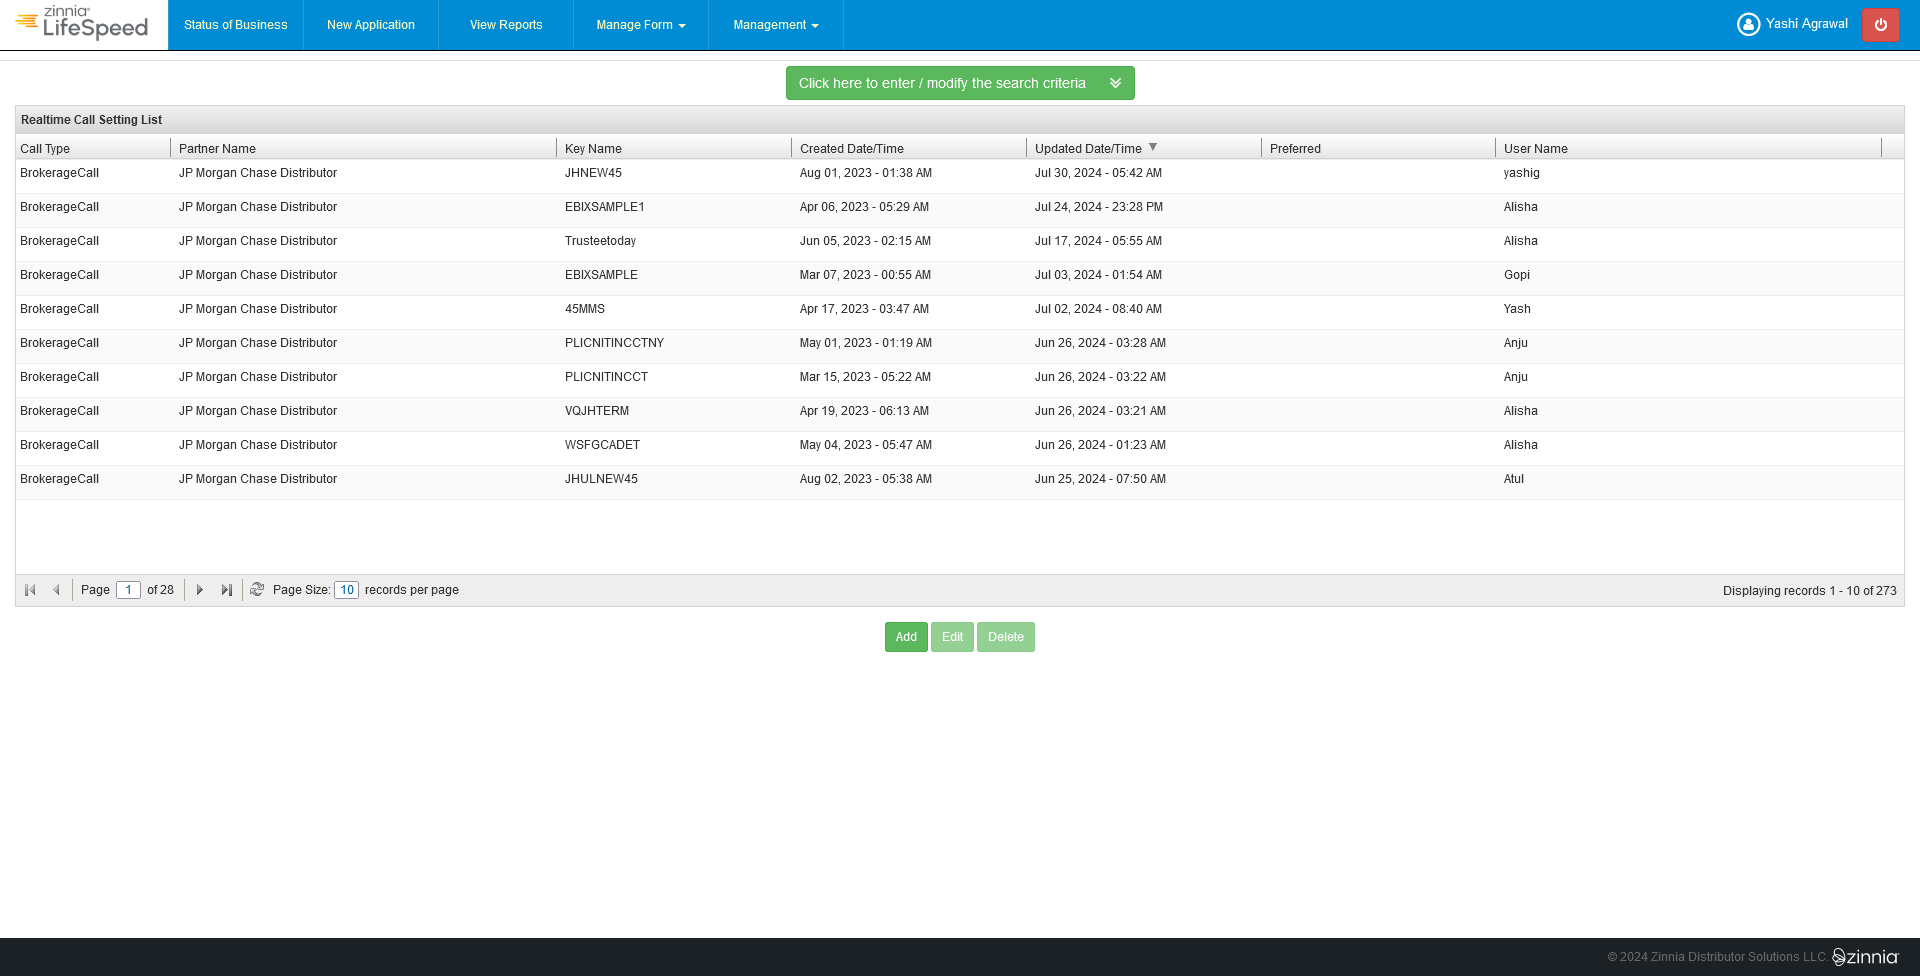 zinnia LifeSpeed
Status of Business New Application View Reports Manage Form Management Yashi Agrawal
Click here to enter / modify the search criteria
Realtime Call Setting List
Call Type Partner Name Key Name Created Date/Time Updated Date/Time Preferred User Name
BrokerageCall JP Morgan Chase Distributor JHNEW45 Aug 01, 2023 - 01:38 AM Jul 30, 2024 - 05:42 AM yashig
BrokerageCall JP Morgan Chase Distributor EBIXSAMPLE1 Apr 06, 2023 - 05:29 AM Jul 24, 2024 - 23:28 PM Alisha
BrokerageCall JP Morgan Chase Distributor Trusteetoday Jun 05, 2023 - 02:15 AM Jul 17, 2024 - 05:55 AM Alisha
BrokerageCall JP Morgan Chase Distributor EBIXSAMPLE Mar 07, 2023 - 00:55 AM Jul 03, 2024 - 01:54 AM Gopi
BrokerageCall JP Morgan Chase Distributor 45MMS Apr 17, 2023 - 03:47 AM Jul 02, 2024 - 08:40 AM Yash
BrokerageCall JP Morgan Chase Distributor PLICNITINCCTNY May 01, 2023 - 01:19 AM Jun 26, 2024 - 03:28 AM Anju
BrokerageCall JP Morgan Chase Distributor PLICNITINCCT Mar 15, 2023 - 05:22 AM Jun 26, 2024 - 03:22 AM Anju
BrokerageCall JP Morgan Chase Distributor VQJHTERM Apr 19, 2023 - 06:13 AM Jun 26, 2024 - 03:21 AM Alisha
BrokerageCall JP Morgan Chase Distributor WSFGCADET May 04, 2023 - 05:47 AM Jun 26, 2024 - 01:23 AM Alisha
BrokerageCall JP Morgan Chase Distributor JHULNEW45 Aug 02, 2023 - 05:38 AM Jun 25, 2024 - 07:50 AM Atul
Page 1 of 28 Page Size: 10 records per page Displaying records 1 - 10 of 273
Add Edit Delete
© 2024 Zinnia Distributor Solutions LLC. zinnia